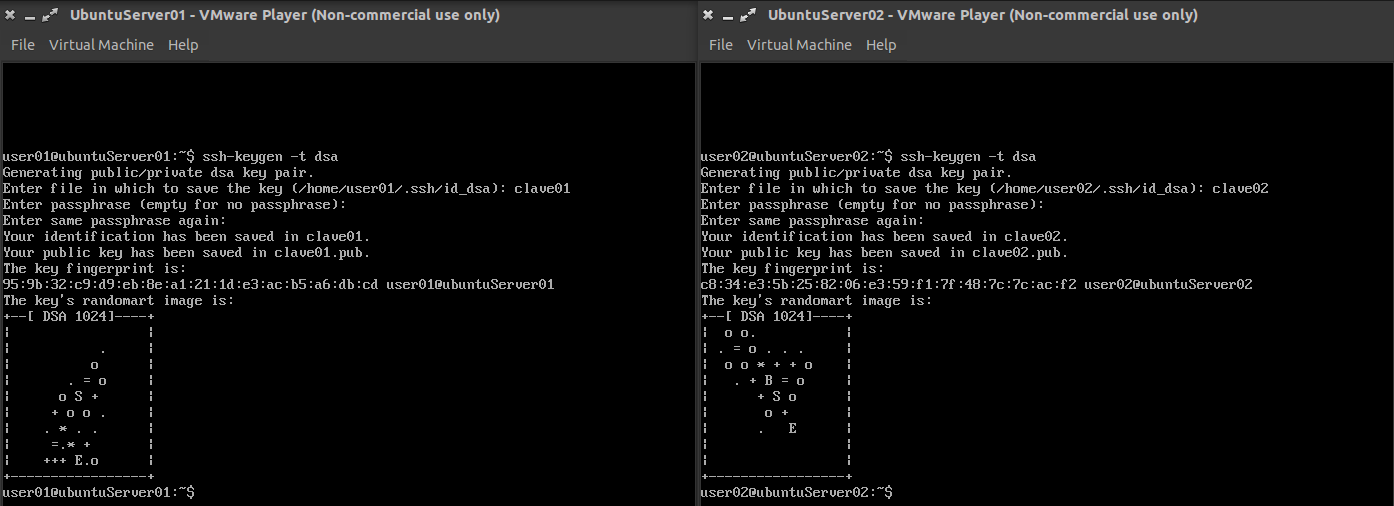 UbuntuServer01 - VMware Player (Non-commercial use only)
File Virtual Machine Help
user01@ubuntuServer01:~$ ssh-keygen -t dsa
Generating public/private dsa key pair.
Enter file in which to save the key (/home/user01/.ssh/id_dsa): clave01
Enter passphrase (empty for no passphrase):
Enter same passphrase again:
Your identification has been saved in clave01.
Your public key has been saved in clave01.pub.
The key fingerprint is:
95:9b:32:c9:d9:eb:8e:a1:21:1d:e3:ac:b5:a6:db:cd user01@ubuntuServer01
The key's randomart image is:
+--[ DSA 1024]----+
|                 |
|           .     |
|          o      |
|       . = o     |
|      o S +      |
|     + o o .     |
|    . * . .      |
|     =.* +       |
|    +++ E.o      |
+-----------------+
user01@ubuntuServer01:~$
UbuntuServer02 - VMware Player (Non-commercial use only)
File Virtual Machine Help
user02@ubuntuServer02:~$ ssh-keygen -t dsa
Generating public/private dsa key pair.
Enter file in which to save the key (/home/user02/.ssh/id_dsa): clave02
Enter passphrase (empty for no passphrase):
Enter same passphrase again:
Your identification has been saved in clave02.
Your public key has been saved in clave02.pub.
The key fingerprint is:
c8:34:e3:5b:25:82:06:e3:59:f1:7f:48:7c:7c:ac:f2 user02@ubuntuServer02
The key's randomart image is:
+--[ DSA 1024]----+
|  o o.           |
| . = o . . .     |
|  o o * + + o    |
|   . + B = o     |
|      + S o      |
|       o +       |
|      .   E      |
|                 |
|                 |
+-----------------+
user02@ubuntuServer02:~$